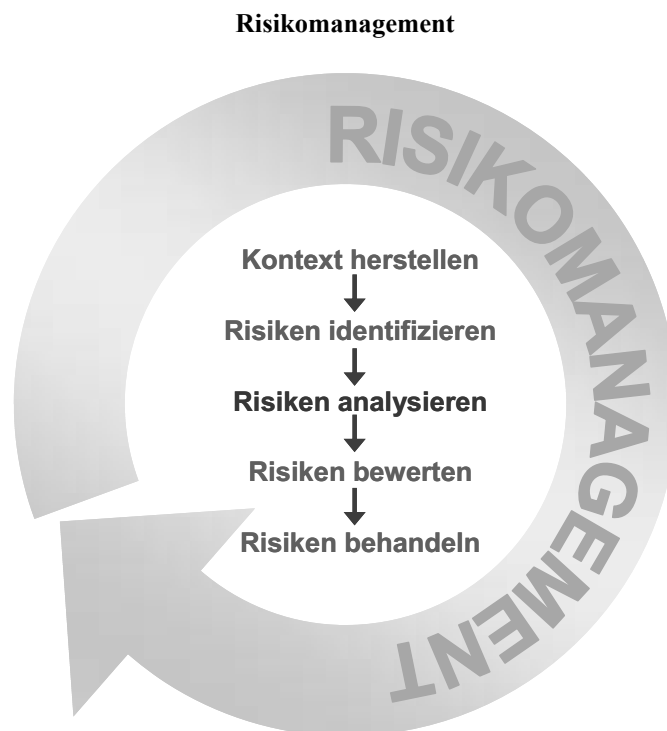 Risikomanagement
RISIKOMANAGEMENT
Kontext herstellen
Risiken identifizieren
Risiken analysieren
Risiken bewerten
Risiken behandeln